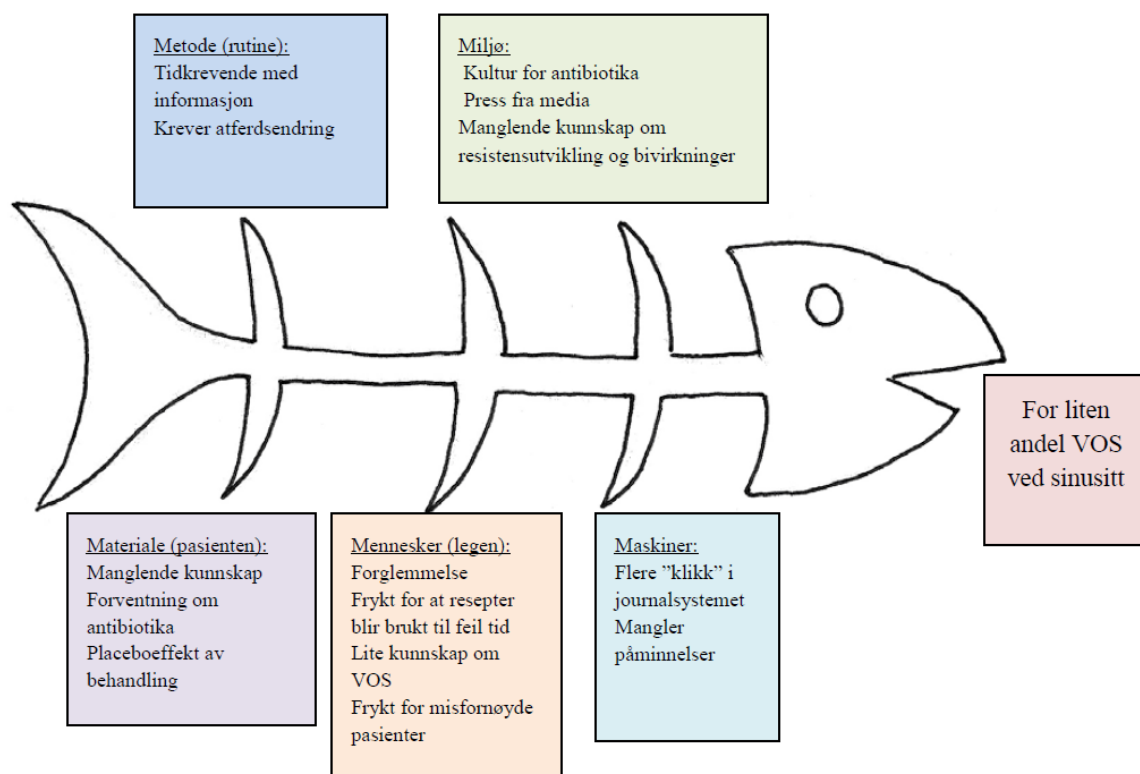 Metode (rutine):
Tidkrevende med
informasjon
Krever atferdsendring
Miljø:
Kultur for antibiotika
Press fra media
Manglende kunnskap om
resistensutvikling og bivirkninger
For liten
andel VOS
ved sinusitt
Materiale (pasienten):
Manglende kunnskap
Forventning om
antibiotika
Placeboeffekt av
behandling
Mennesker (legen):
Forglemmelse
Frykt for at resepter
blir brukt til feil tid
Lite kunnskap om
VOS
Frykt for misfornøyde
pasienter
Maskiner:
Flere ”klikk” i
journalsystemet
Mangler
påminnelser